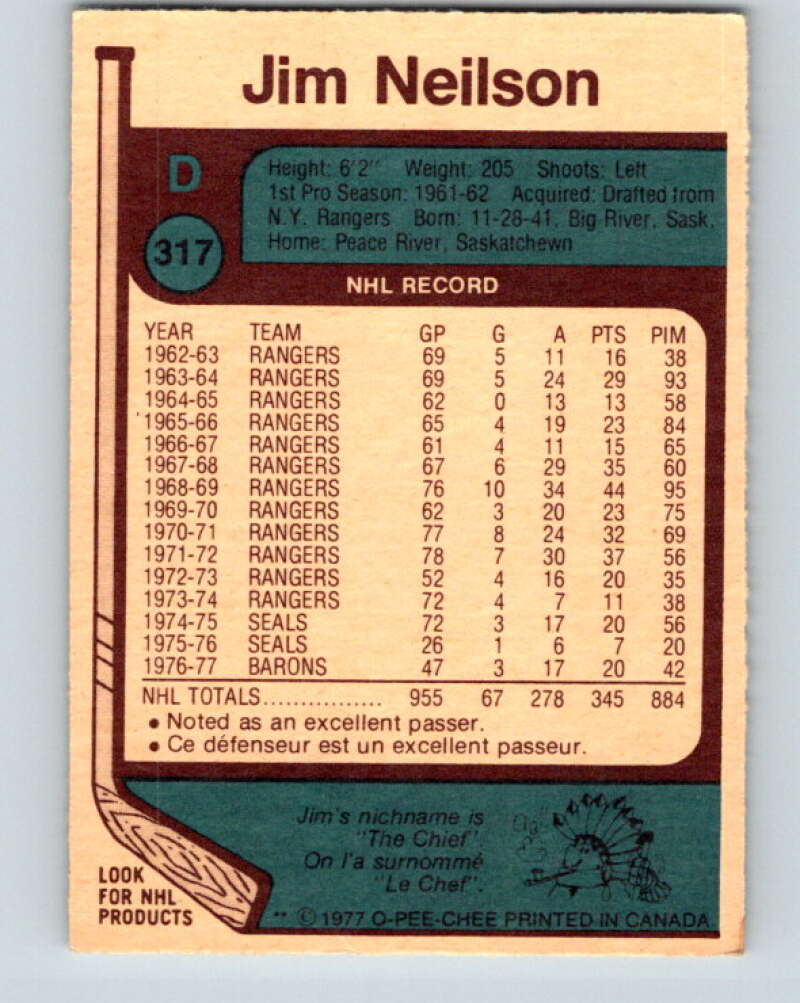 Jim Neilson
D
317
Height: 6'2" Weight: 205 Shoots: Left
1st Pro Season: 1961-62 Acquired: Drafted from
N.Y. Rangers Born: 11-28-41, Big River, Sask.
Home: Peace River, Saskatchewn
NHL RECORD
YEAR TEAM GP G A PTS PIM
1962-63 RANGERS 69 5 11 16 38
1963-64 RANGERS 69 5 24 29 93
1964-65 RANGERS 62 0 13 13 58
1965-66 RANGERS 65 4 19 23 84
1966-67 RANGERS 61 4 11 15 65
1967-68 RANGERS 67 6 29 35 60
1968-69 RANGERS 76 10 34 44 95
1969-70 RANGERS 62 3 20 23 75
1970-71 RANGERS 77 8 24 32 69
1971-72 RANGERS 78 7 30 37 56
1972-73 RANGERS 52 4 16 20 35
1973-74 RANGERS 72 4 7 11 38
1974-75 SEALS 72 3 17 20 56
1975-76 SEALS 26 1 6 7 20
1976-77 BARONS 47 3 17 20 42
NHL TOTALS................ 955 67 278 345 884
• Noted as an excellent passer.
• Ce défenseur est un excellent passeur.
Jim's nichname is
"The Chief"
On l'a surnommé
"Le Chef".
LOOK
FOR NHL
PRODUCTS
** © 1977 O-PEE-CHEE PRINTED IN CANADA